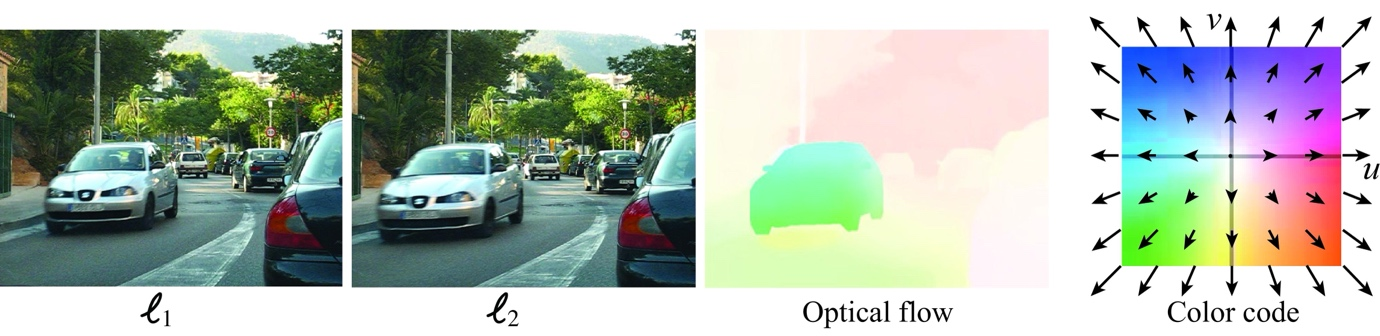 v
u
ℓ1
ℓ2
Optical flow
Color code